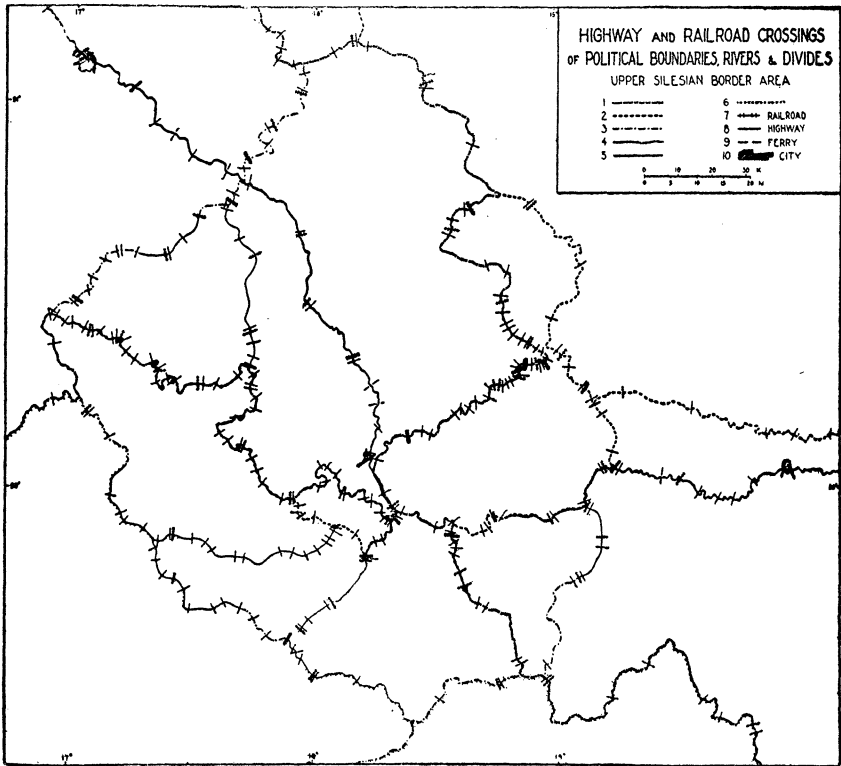 17°
18°
HIGHWAY AND RAILROAD CROSSINGS
OF POLITICAL BOUNDARIES, RIVERS & DIVIDES
UPPER SILESIAN BORDER AREA
1
2
3
4
5
6
7 RAILROAD
8 HIGHWAY
9 FERRY
10 CITY
0 10 20 30 K
0 5 10 15 20 M
17°
19°